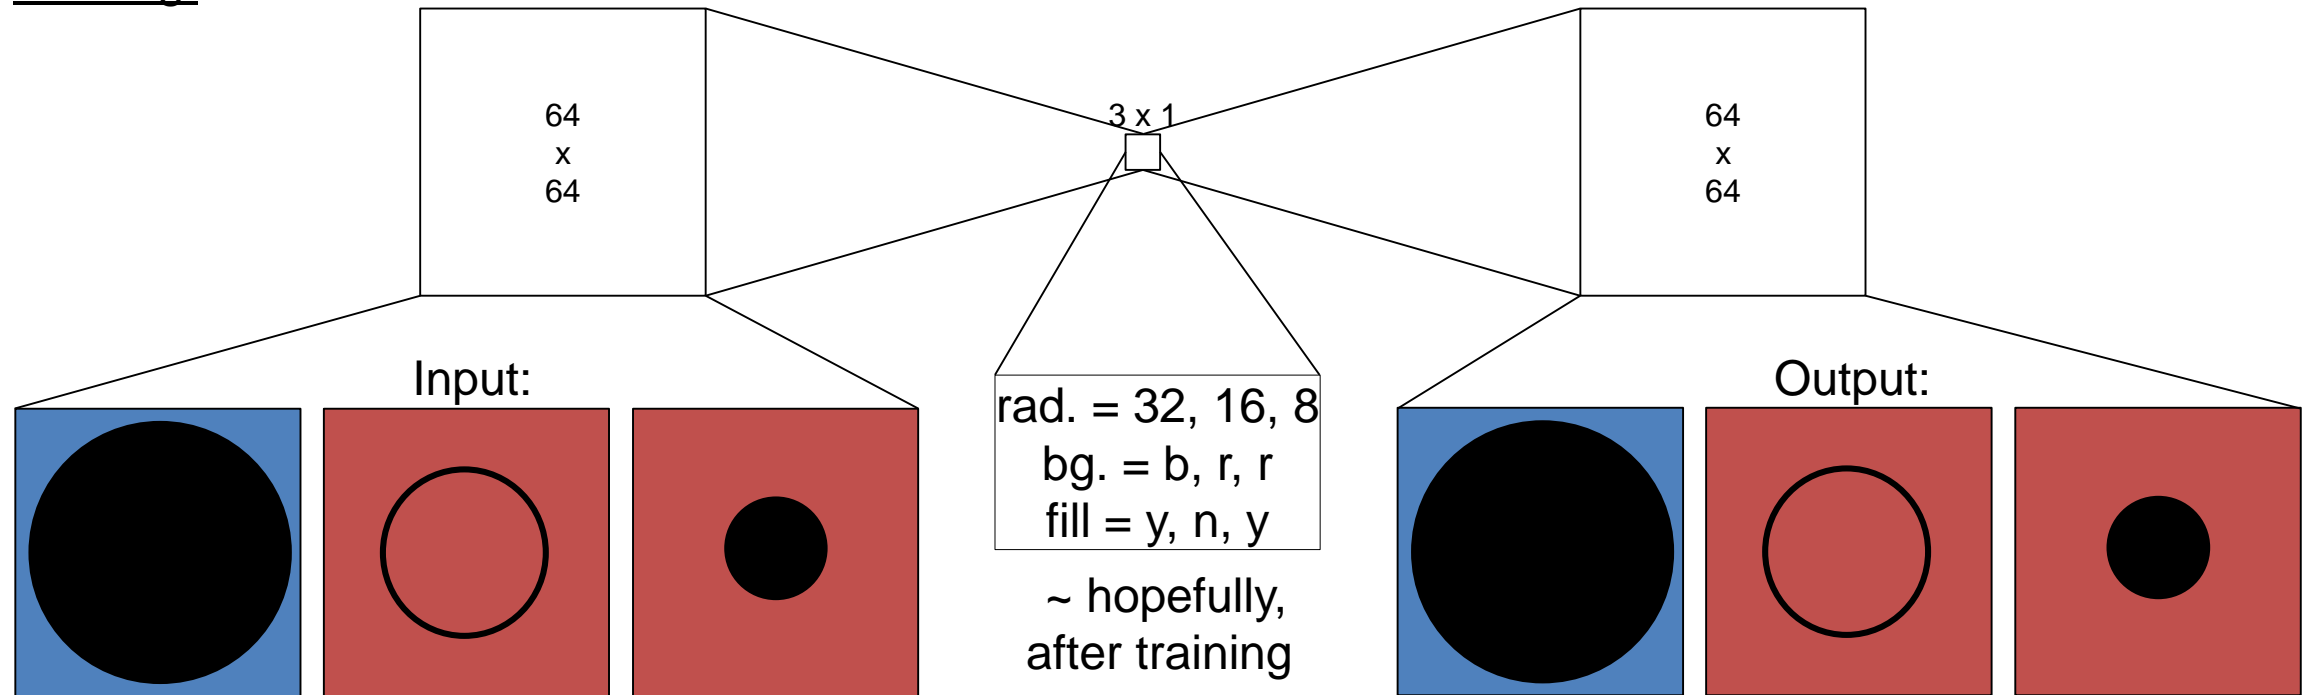 64
x
64
3 x 1
64
x
64
Input:
rad. = 32, 16, 8
bg. = b, r, r
fill = y, n, y
~ hopefully,
after training
Output: